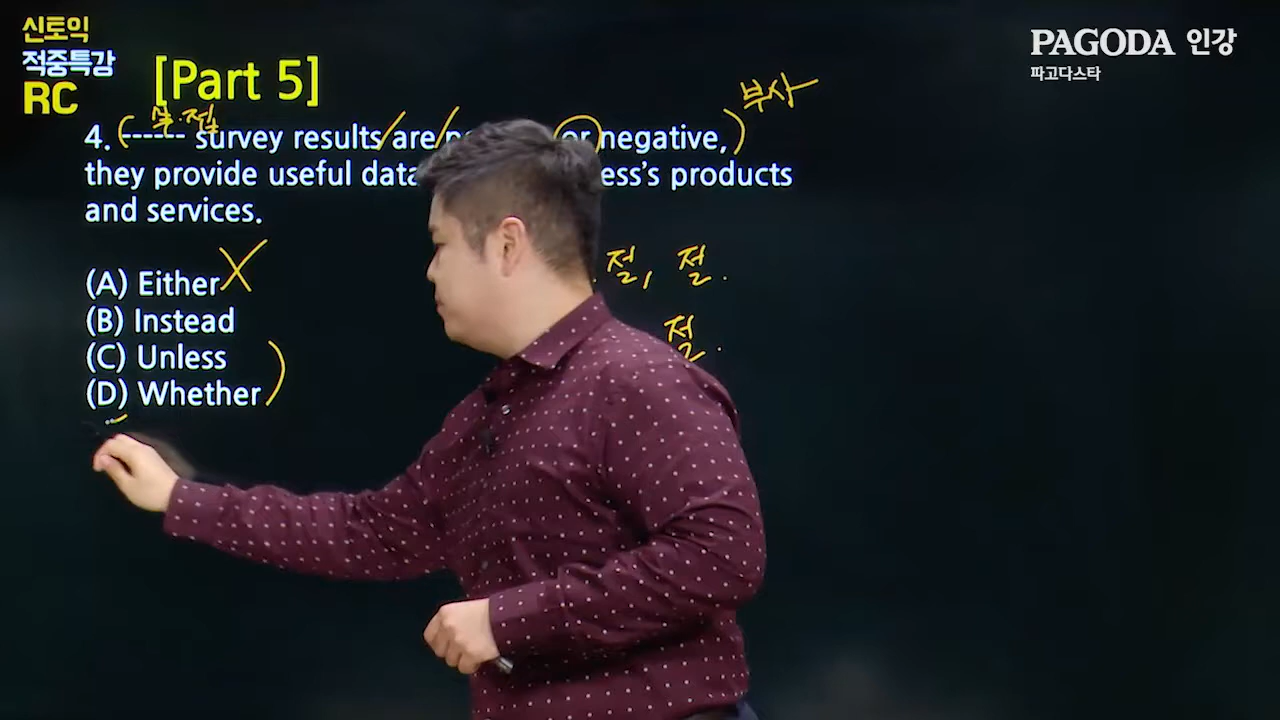 신토익
적중특강
RC
PAGODA 인강
파고다스타
[Part 5]
부사
부.접
4. ------ survey results are or negative,
they provide useful data ess's products
and services.
절, 절.
절.
(A) Either X
(B) Instead
(C) Unless
(D) Whether